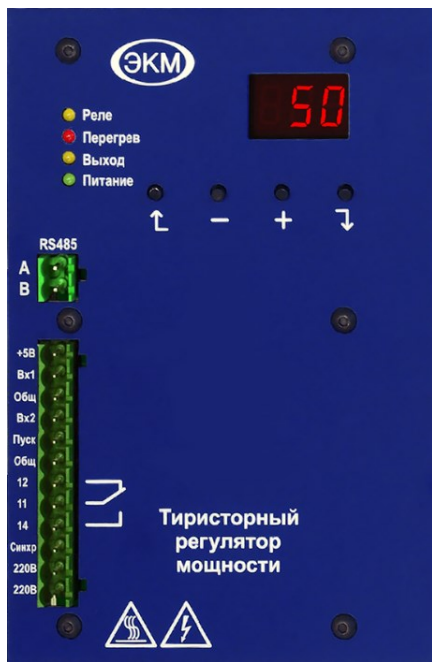 ЭКМ
50
Реле
Перегрев
Выход
Питание
RS485
A
B
+5В
Вх1
Общ
Вх2
Пуск
Общ
12
11
14
Синхр
220В
220В
Тиристорный
регулятор
мощности